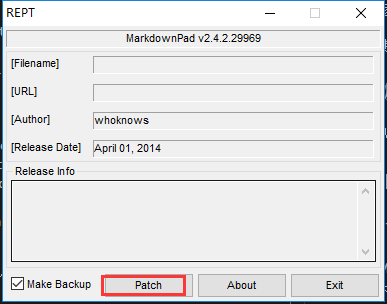 REPT
MarkdownPad v2.4.2.29969
[Filename]
[URL]
[Author] whoknows
[Release Date] April 01, 2014
Release Info
Make Backup Patch About Exit